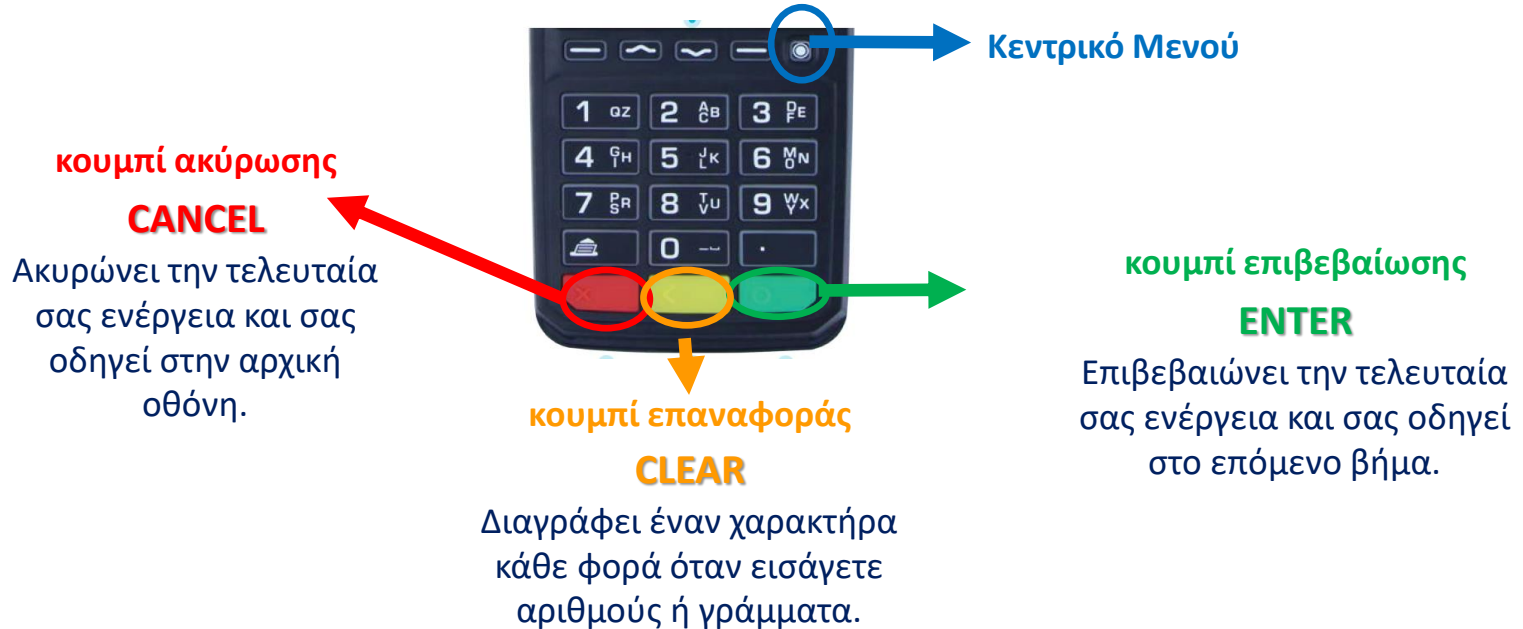 Κεντρικό Μενού
1 QZ 2 ABC 3 DEF
4 GHI 5 JKL 6 MNO
7 PRS 8 TUV 9 WXY
0 .
κουμπί ακύρωσης
CANCEL
Ακυρώνει την τελευταία
σας ενέργεια και σας
οδηγεί στην αρχική
οθόνη.
κουμπί επαναφοράς
CLEAR
Διαγράφει έναν χαρακτήρα
κάθε φορά όταν εισάγετε
αριθμούς ή γράμματα.
κουμπί επιβεβαίωσης
ENTER
Επιβεβαιώνει την τελευταία
σας ενέργεια και σας οδηγεί
στο επόμενο βήμα.